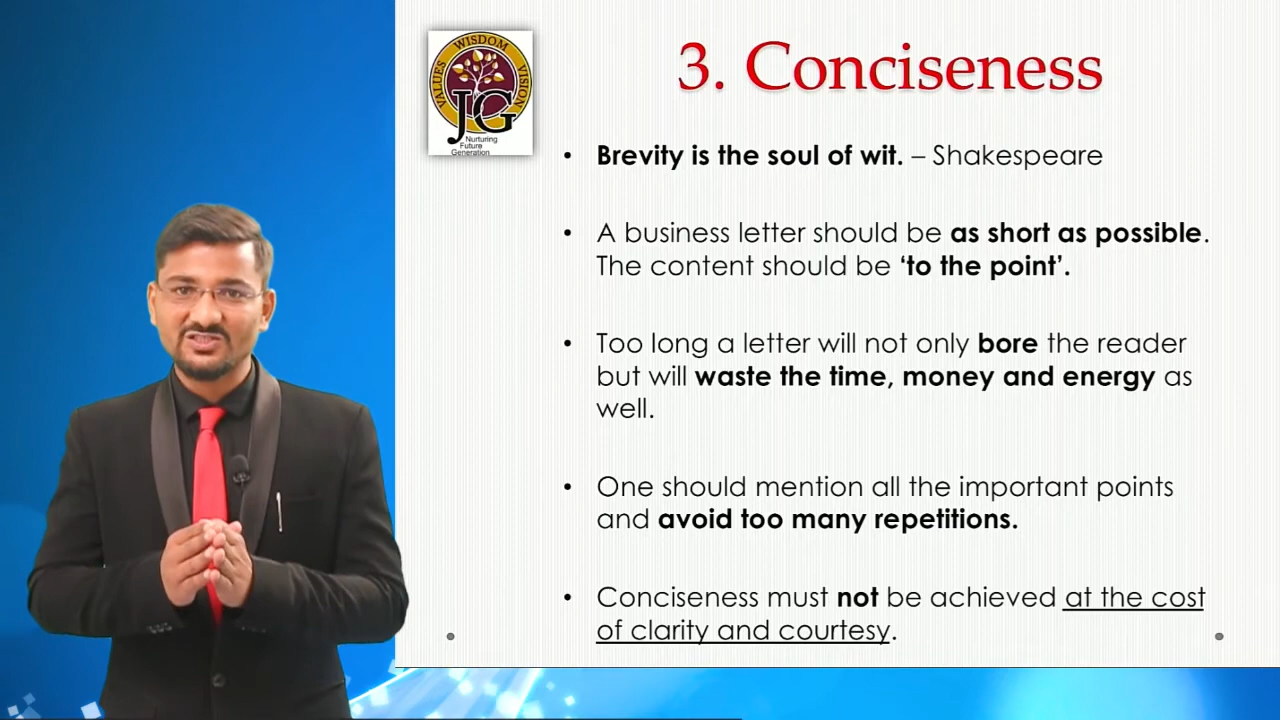 VALUES WISDOM VISION
JG
Nurturing
Future
Generation
3. Conciseness
• Brevity is the soul of wit. – Shakespeare
• A business letter should be as short as possible.
The content should be ‘to the point’.
• Too long a letter will not only bore the reader
but will waste the time, money and energy as
well.
• One should mention all the important points
and avoid too many repetitions.
• Conciseness must not be achieved at the cost
of clarity and courtesy.